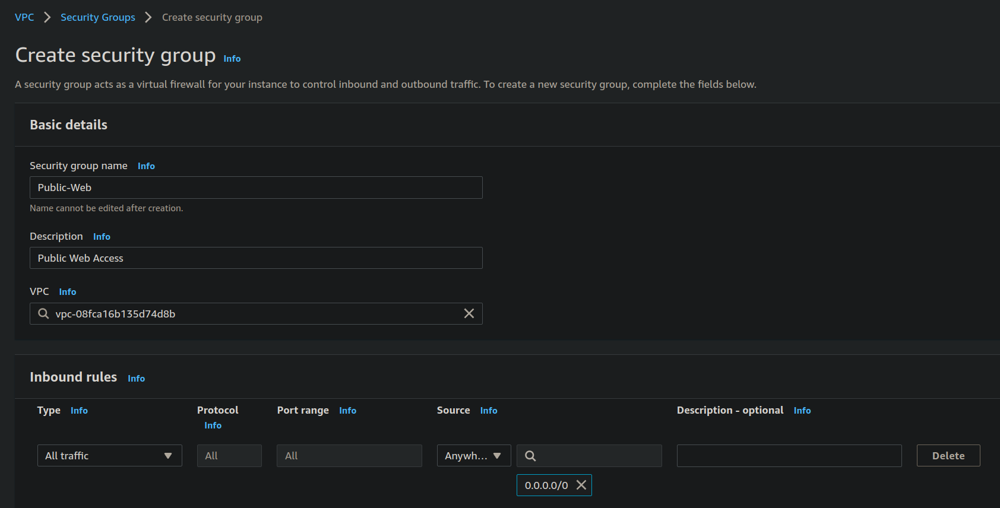 VPC > Security Groups > Create security group
Create security group Info
A security group acts as a virtual firewall for your instance to control inbound and outbound traffic. To create a new security group, complete the fields below.
Basic details
Security group name Info
Public-Web
Name cannot be edited after creation.
Description Info
Public Web Access
VPC Info
vpc-08fca16b135d74d8b
Inbound rules Info
Type Info Protocol Info Port range Info Source Info Description - optional Info
All traffic All All Anywh... Delete
0.0.0.0/0